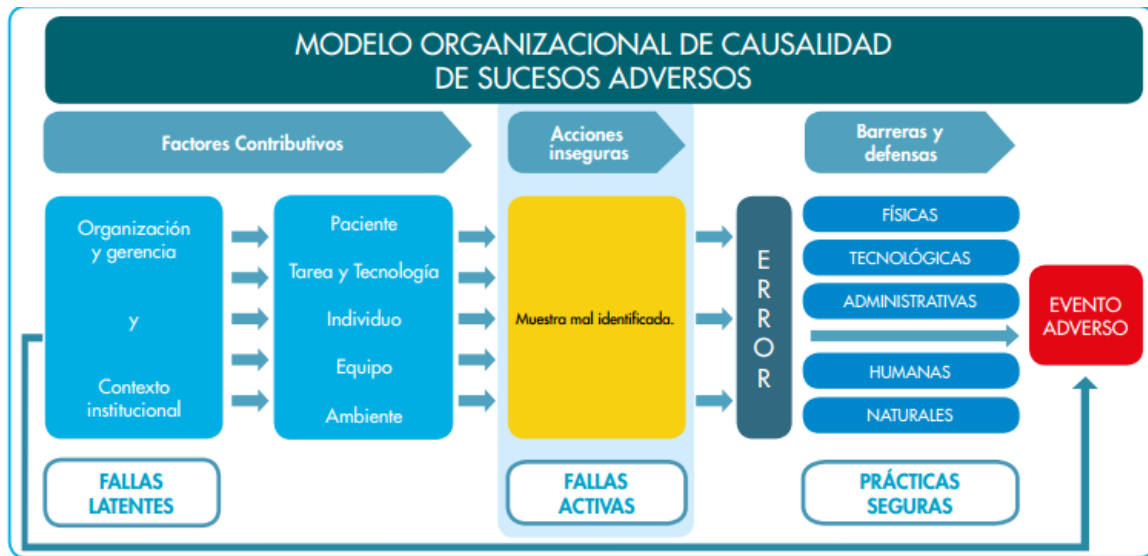 MODELO ORGANIZACIONAL DE CAUSALIDAD
DE SUCESOS ADVERSOS
Factores Contributivos
Acciones
inseguras
Barreras y
defensas
Organización
y gerencia
y
Contexto
institucional
Paciente
Tarea y Tecnología
Individuo
Equipo
Ambiente
Muestra mal identificada.
ERROR
FÍSICAS
TECNOLÓGICAS
ADMINISTRATIVAS
HUMANAS
NATURALES
EVENTO
ADVERSO
FALLAS
LATENTES
FALLAS
ACTIVAS
PRÁCTICAS
SEGURAS